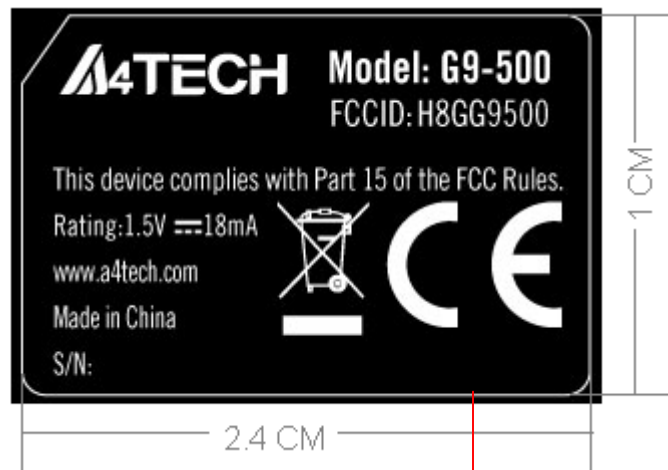 A4TECH
Model: G9-500
FCCID: H8GG9500
This device complies with Part 15 of the FCC Rules.
Rating:1.5V ⎓18mA
www.a4tech.com
Made in China
S/N:
CE
1 CM
2.4 CM